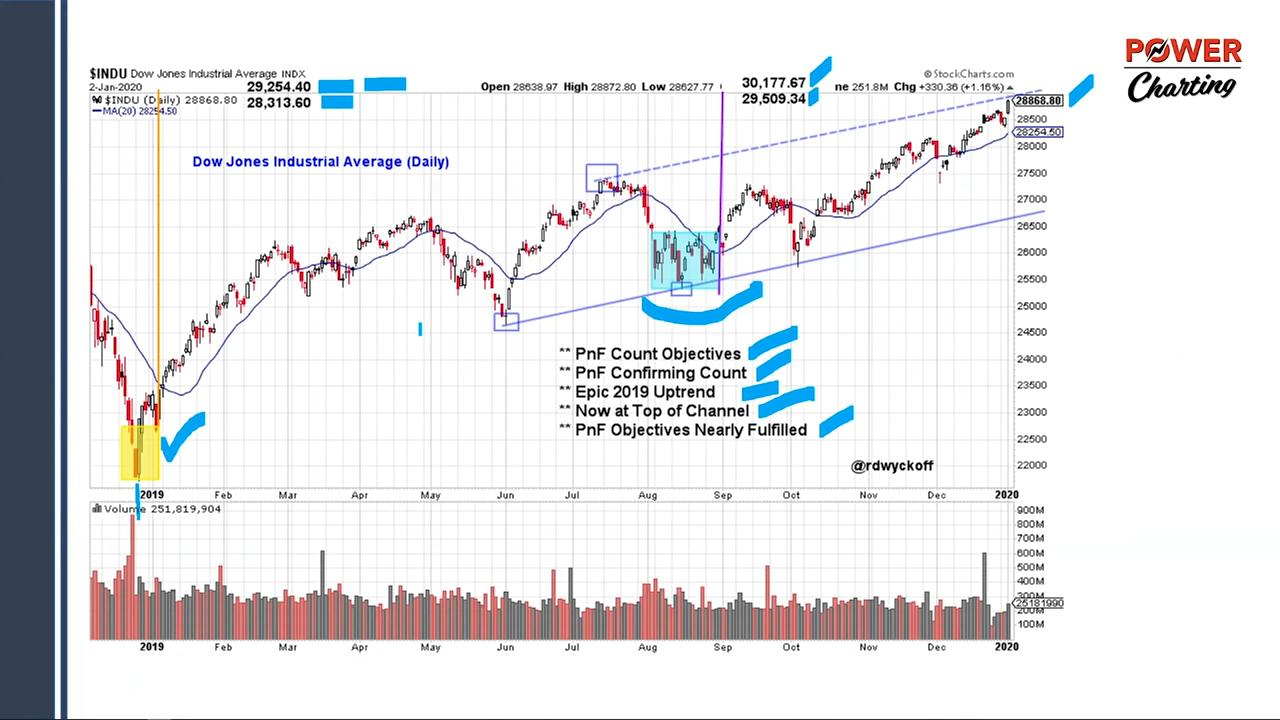 POWER
Charting
$INDU Dow Jones Industrial Average INDX
29,254.40
30,177.67
© StockCharts.com
2-Jan-2020
28,313.60
Open 28638.97 High 28872.80 Low 28627.77
29,509.34
ne 251.8M Chg +330.36 (+1.16%)
$INDU (Daily) 28868.80
MA(20) 28254.50
Dow Jones Industrial Average (Daily)
28868.80
28500
28254.50
28000
27500
27000
26500
26000
25500
25000
24500
24000
23500
23000
22500
22000
** PnF Count Objectives
** PnF Confirming Count
** Epic 2019 Uptrend
** Now at Top of Channel
** PnF Objectives Nearly Fulfilled
@rdwyckoff
2019 Feb Mar Apr May Jun Jul Aug Sep Oct Nov Dec 2020
Volume 251,819,904
900M
800M
700M
600M
500M
400M
300M
251819904
200M
100M
2019 Feb Mar Apr May Jun Jul Aug Sep Oct Nov Dec 2020